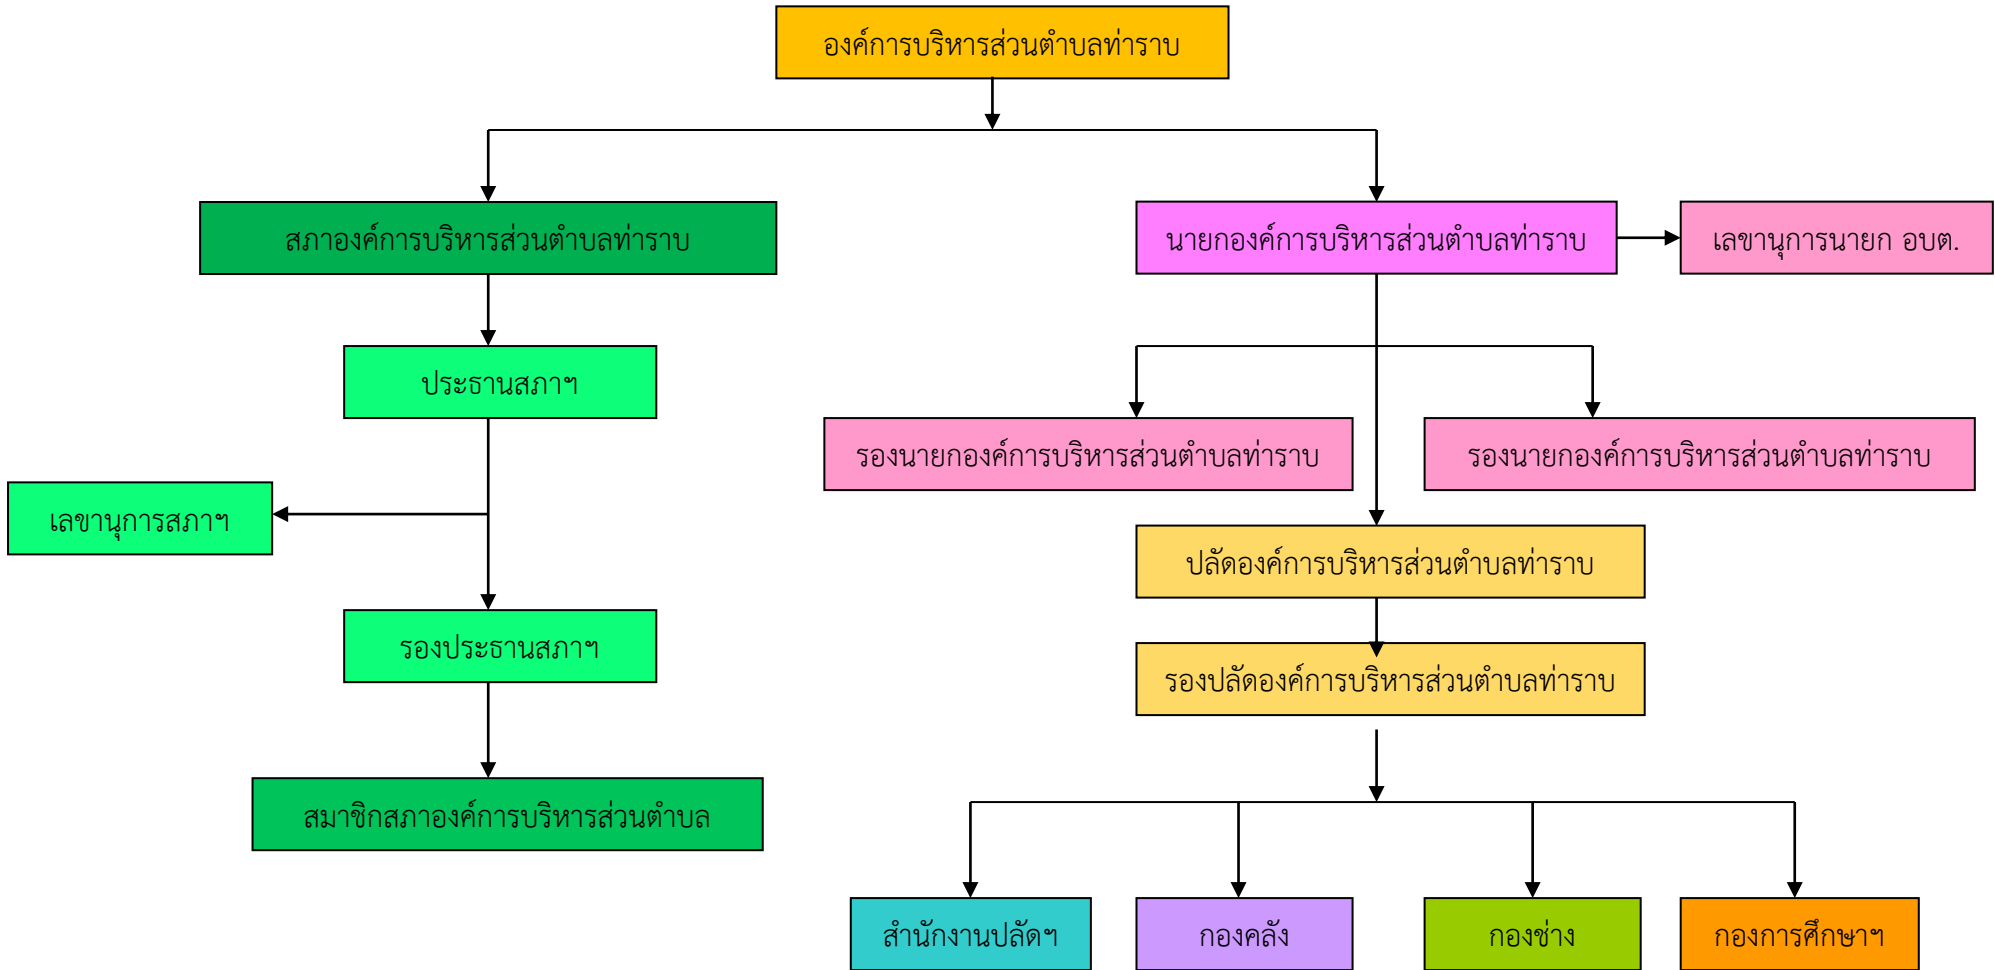 องค์การบริหารส่วนตำบลท่าราบ
สภาองค์การบริหารส่วนตำบลท่าราบ
นายกองค์การบริหารส่วนตำบลท่าราบ
เลขานุการนายก อบต.
ประธานสภาฯ
รองนายกองค์การบริหารส่วนตำบลท่าราบ
รองนายกองค์การบริหารส่วนตำบลท่าราบ
เลขานุการสภาฯ
ปลัดองค์การบริหารส่วนตำบลท่าราบ
รองประธานสภาฯ
รองปลัดองค์การบริหารส่วนตำบลท่าราบ
สมาชิกสภาองค์การบริหารส่วนตำบล
สำนักงานปลัดฯ
กองคลัง
กองช่าง
กองการศึกษาฯ